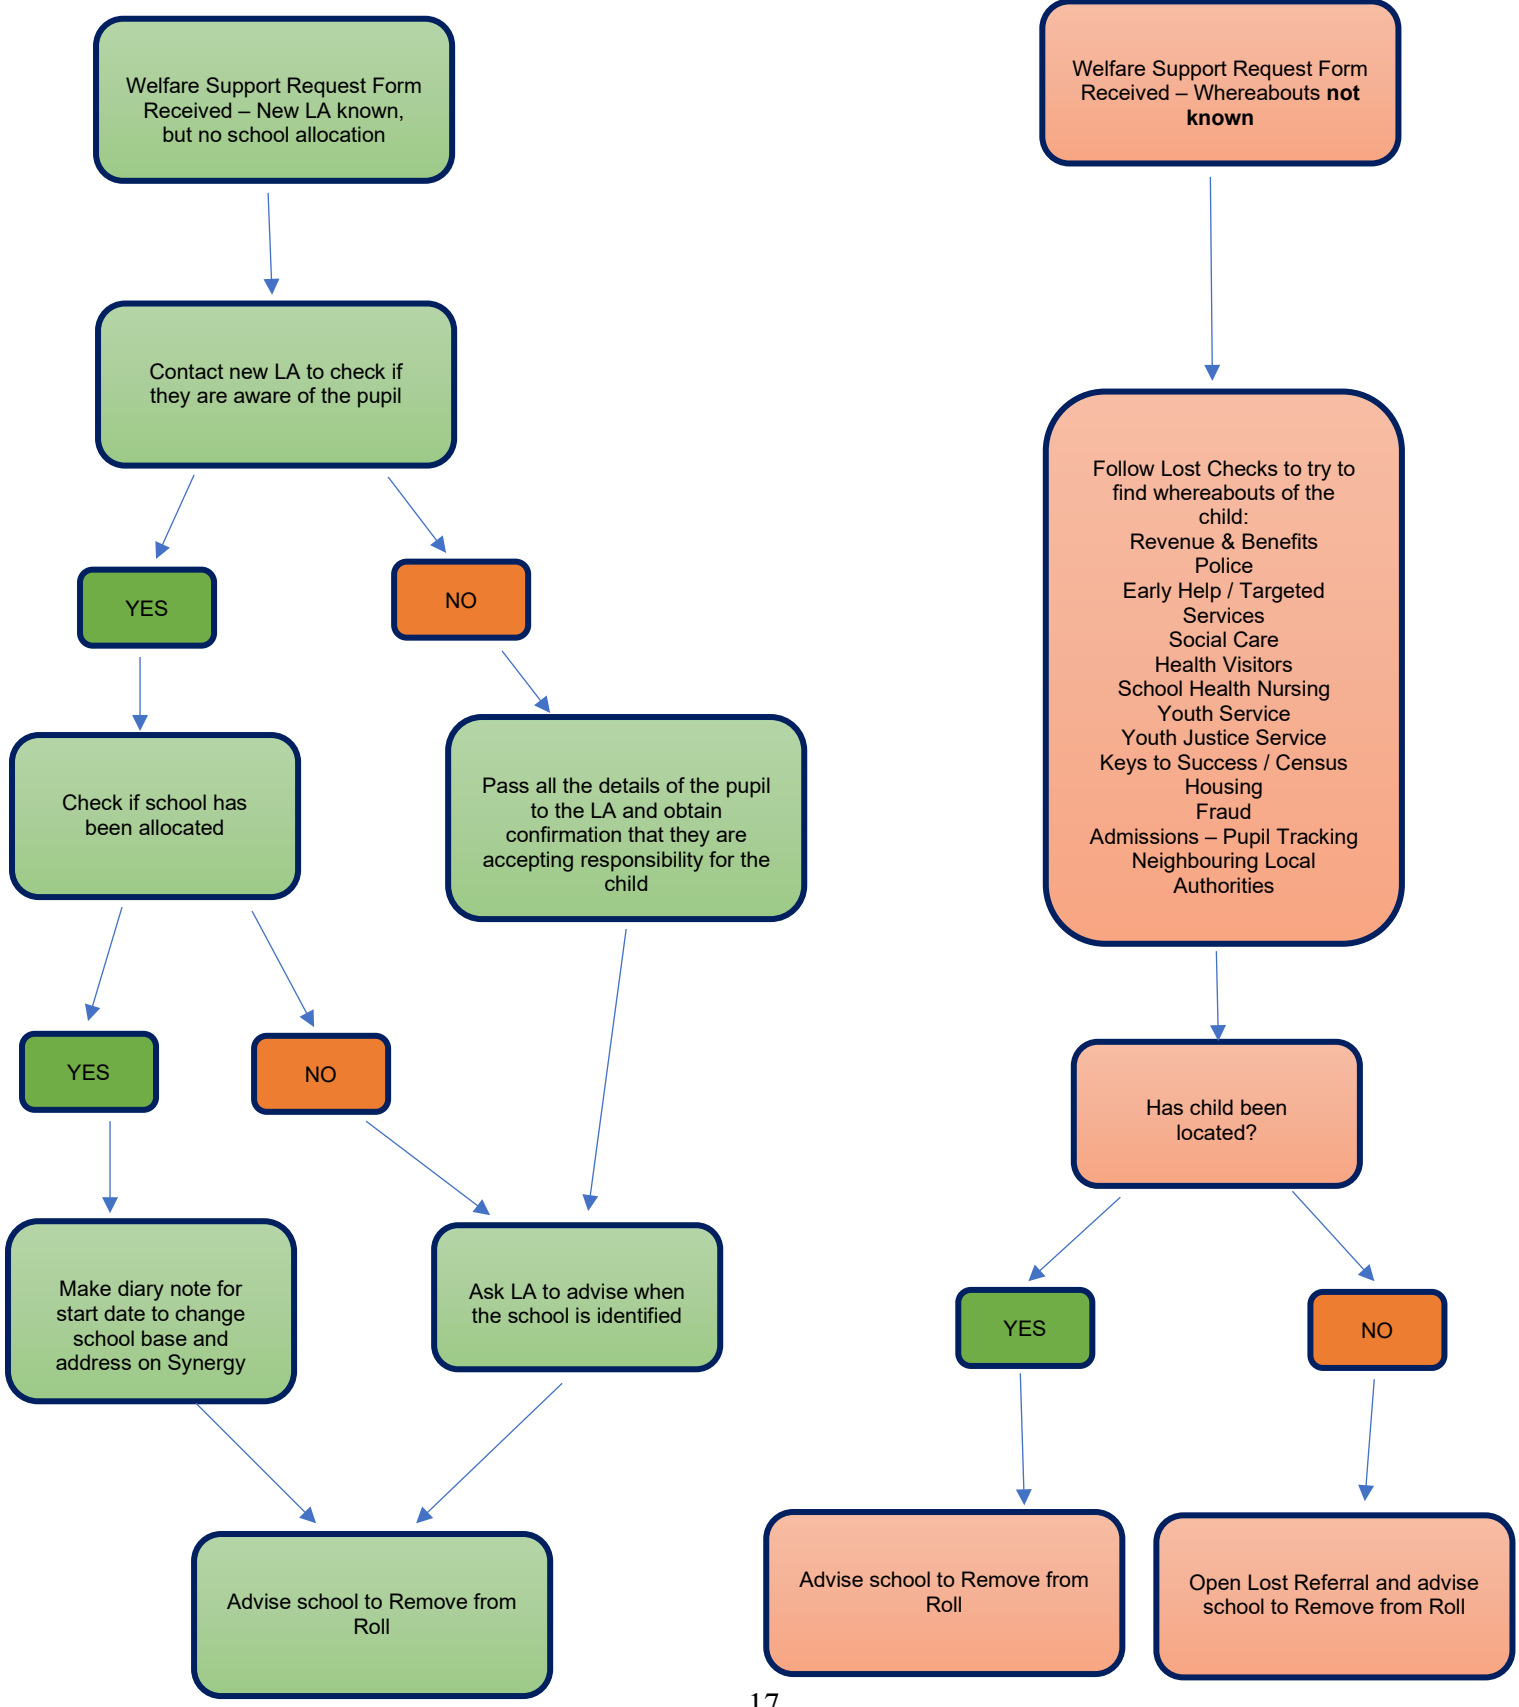 Welfare Support Request Form
Received – New LA known,
but no school allocation
Contact new LA to check if
they are aware of the pupil
YES
NO
Check if school has
been allocated
Pass all the details of the pupil
to the LA and obtain
confirmation that they are
accepting responsibility for the
child
YES
NO
Make diary note for
start date to change
school base and
address on Synergy
Ask LA to advise when
the school is identified
Advise school to Remove from
Roll
Welfare Support Request Form
Received – Whereabouts not
known
Follow Lost Checks to try to
find whereabouts of the
child:
Revenue & Benefits
Police
Early Help / Targeted
Services
Social Care
Health Visitors
School Health Nursing
Youth Service
Youth Justice Service
Keys to Success / Census
Housing
Fraud
Admissions – Pupil Tracking
Neighbouring Local
Authorities
Has child been
located?
YES
NO
Advise school to Remove from
Roll
Open Lost Referral and advise
school to Remove from Roll
17